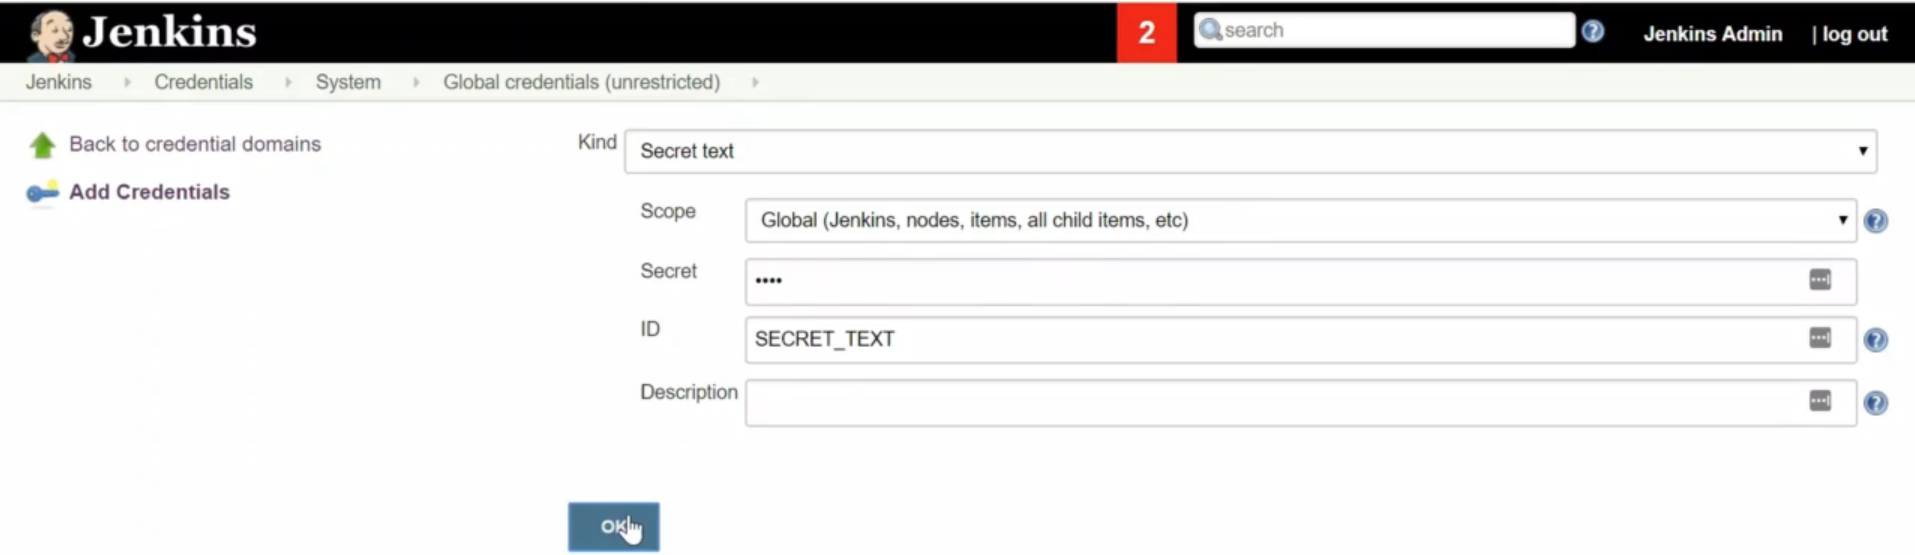 Jenkins
2
search
Jenkins Admin | log out
Jenkins Credentials System Global credentials (unrestricted)
Back to credential domains
Add Credentials
Kind Secret text
Scope Global (Jenkins, nodes, items, all child items, etc)
Secret ••••
ID SECRET_TEXT
Description
OK